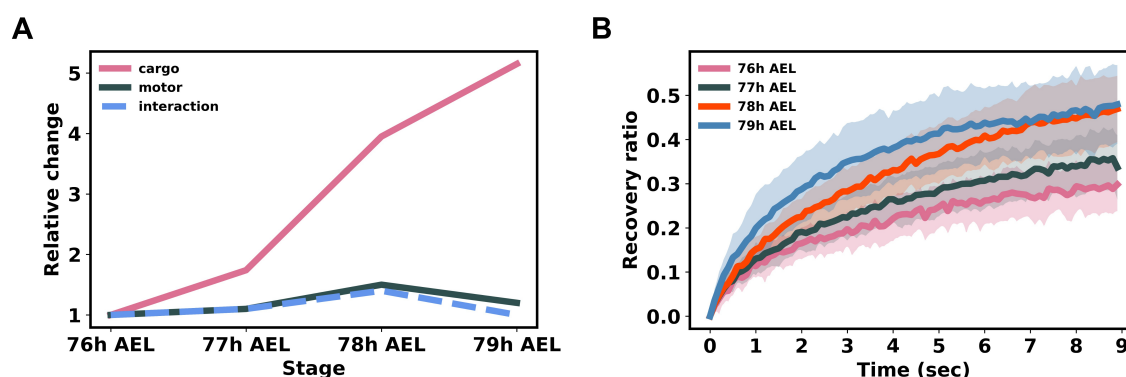 A
Relative change
5
4
3
2
1
cargo
motor
interaction
76h AEL
77h AEL
78h AEL
79h AEL
Stage
B
Recovery ratio
0.5
0.4
0.3
0.2
0.1
0.0
76h AEL
77h AEL
78h AEL
79h AEL
0 1 2 3 4 5 6 7 8 9
Time (sec)